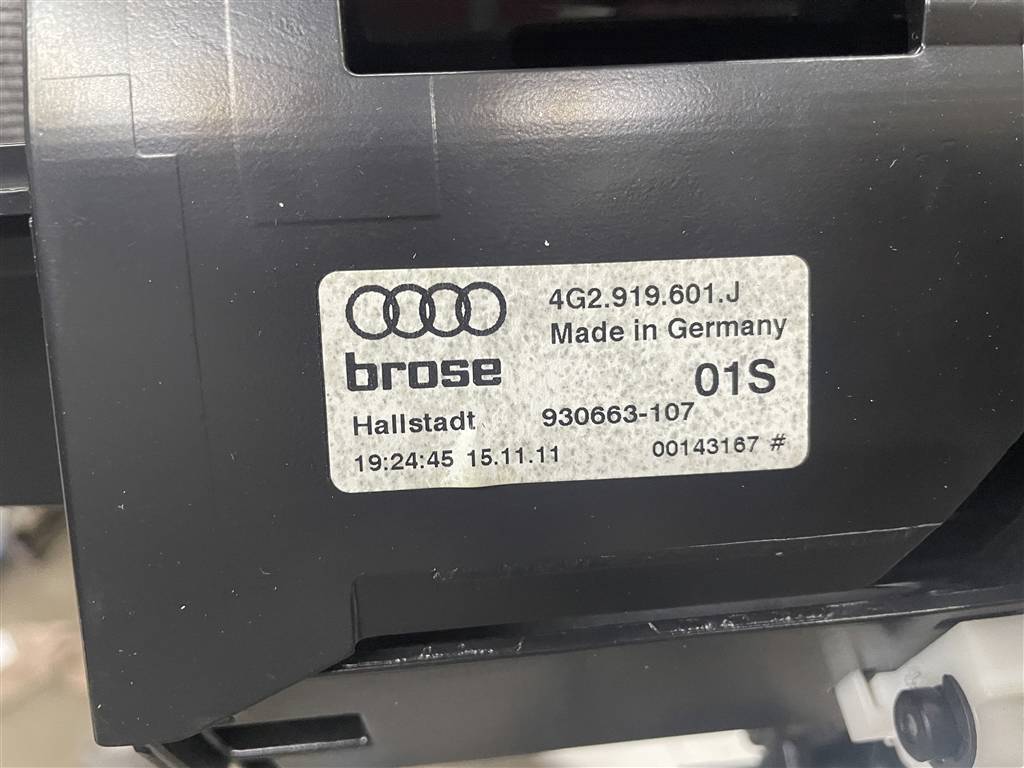 4G2.919.601.J
Made in Germany
brose
01S
Hallstadt 930663-107
19:24:45 15.11.11 00143167 #